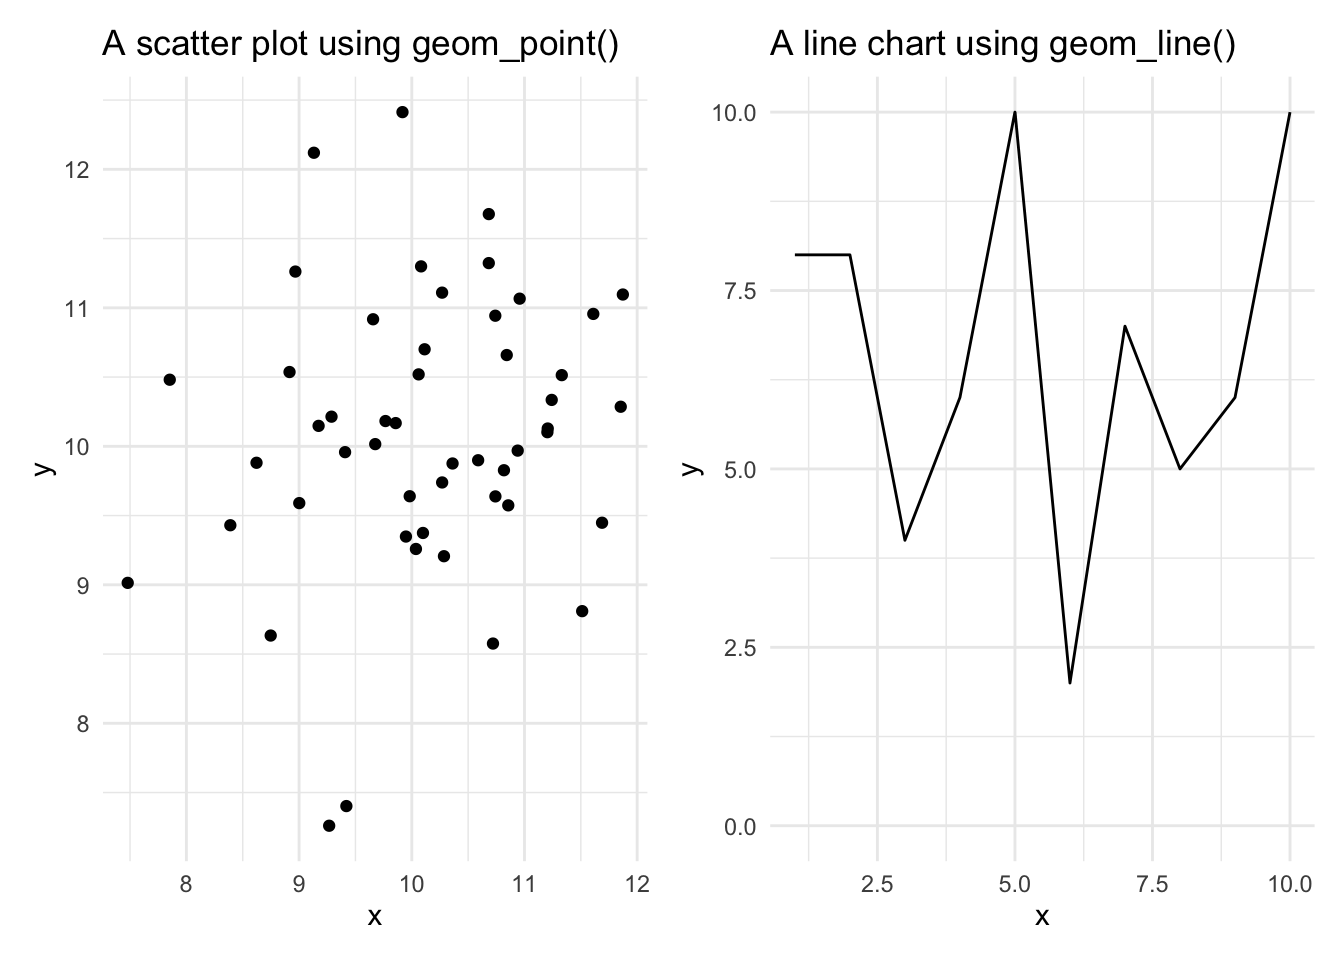 A scatter plot using geom_point()
12
11
10
9
8
y
8 9 10 11 12
x
A line chart using geom_line()
10.0
7.5
5.0
2.5
0.0
y
2.5 5.0 7.5 10.0
x